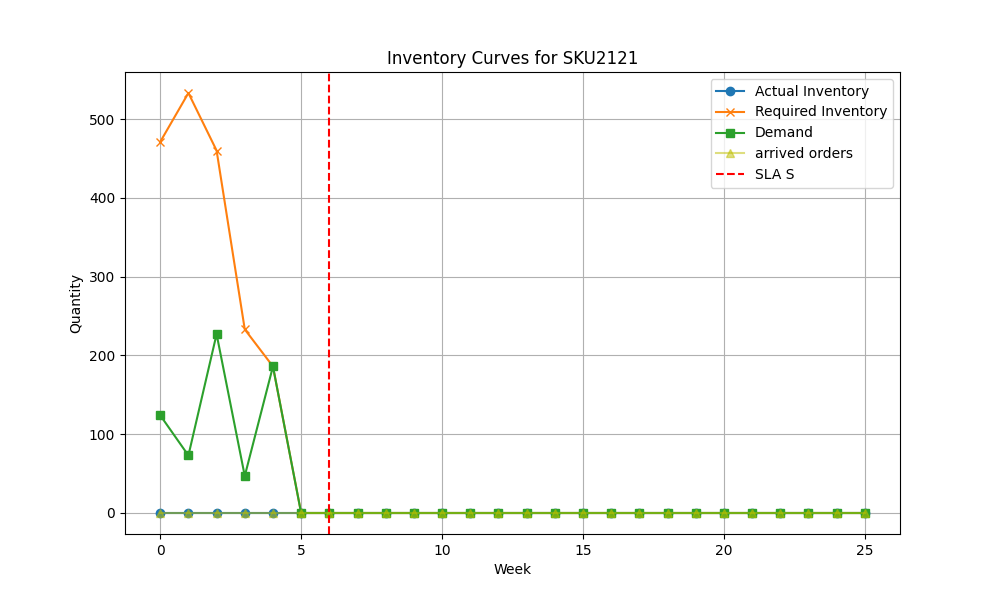 Inventory Curves for SKU2121
Actual Inventory
Required Inventory
Demand
arrived orders
SLA S
Quantity
500
400
300
200
100
0
0 5 10 15 20 25
Week